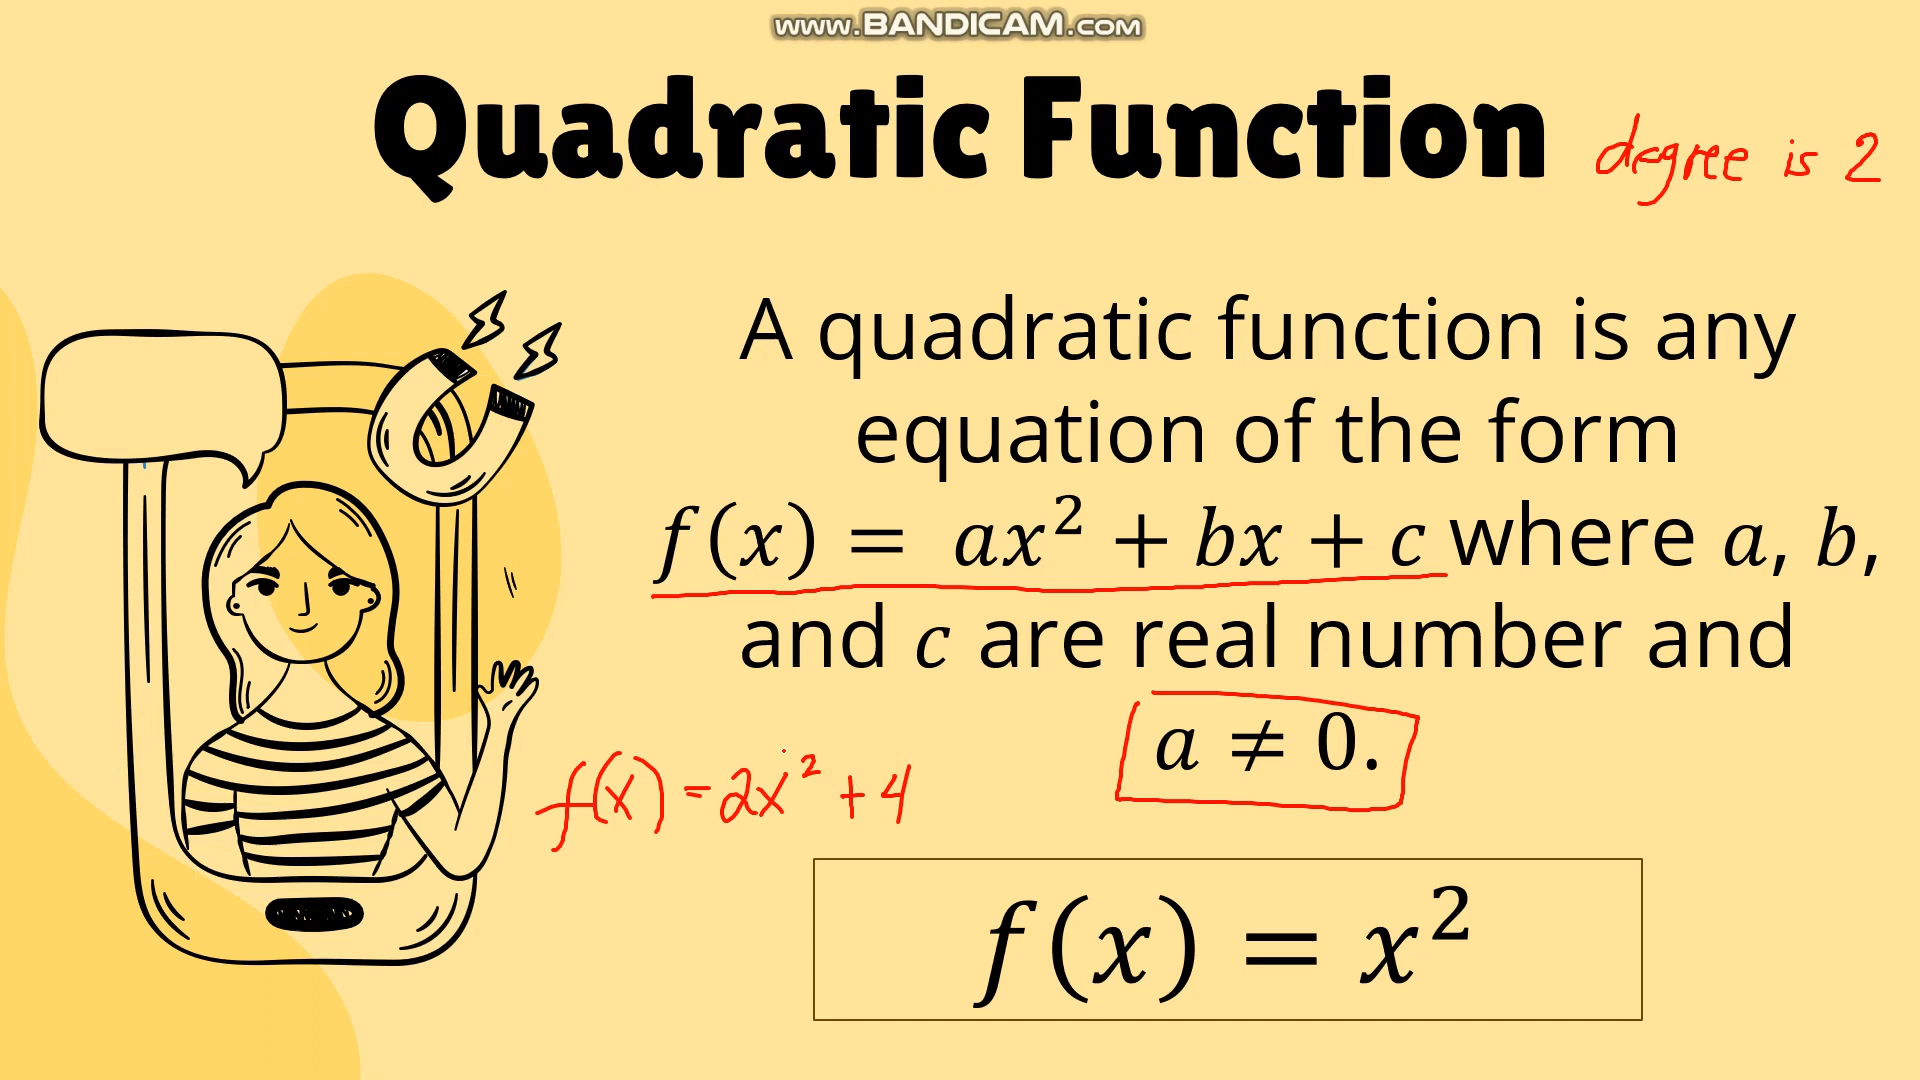 www.BANDICAM.com
Quadratic Function
degree is 2
A quadratic function is any
equation of the form
f(x) = ax² + bx + c where a, b,
and c are real number and
a ≠ 0.
f(x) = 2x² + 4
f(x) = x²